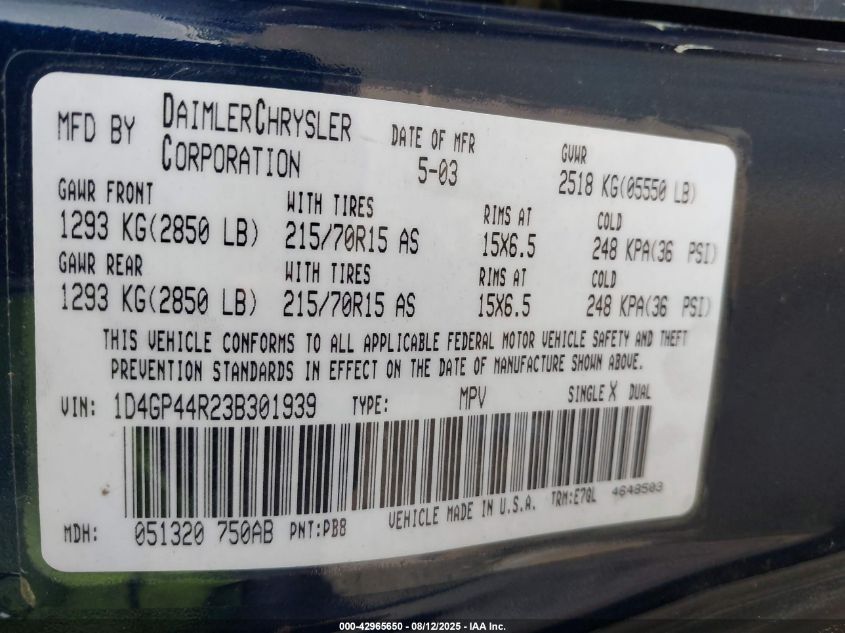 MFD BY DAIMLERCHRYSLER CORPORATION DATE OF MFR 5-03 GVWR 2518 KG(05550 LB)
GAWR FRONT WITH TIRES RIMS AT COLD
1293 KG(2850 LB) 215/70R15 AS 15X6.5 248 KPA(36 PSI)
GAWR REAR WITH TIRES RIMS AT COLD
1293 KG(2850 LB) 215/70R15 AS 15X6.5 248 KPA(36 PSI)
THIS VEHICLE CONFORMS TO ALL APPLICABLE FEDERAL MOTOR VEHICLE SAFETY AND THEFT
PREVENTION STANDARDS IN EFFECT ON THE DATE OF MANUFACTURE SHOWN ABOVE.
VIN: 1D4GP44R23B301939 TYPE: MPV SINGLE X DUAL
MDH: 051320 750AB PNT:PB8 VEHICLE MADE IN U.S.A. TRM:E7QL 4648503
000-42965650 - 08/12/2025 - IAA Inc.